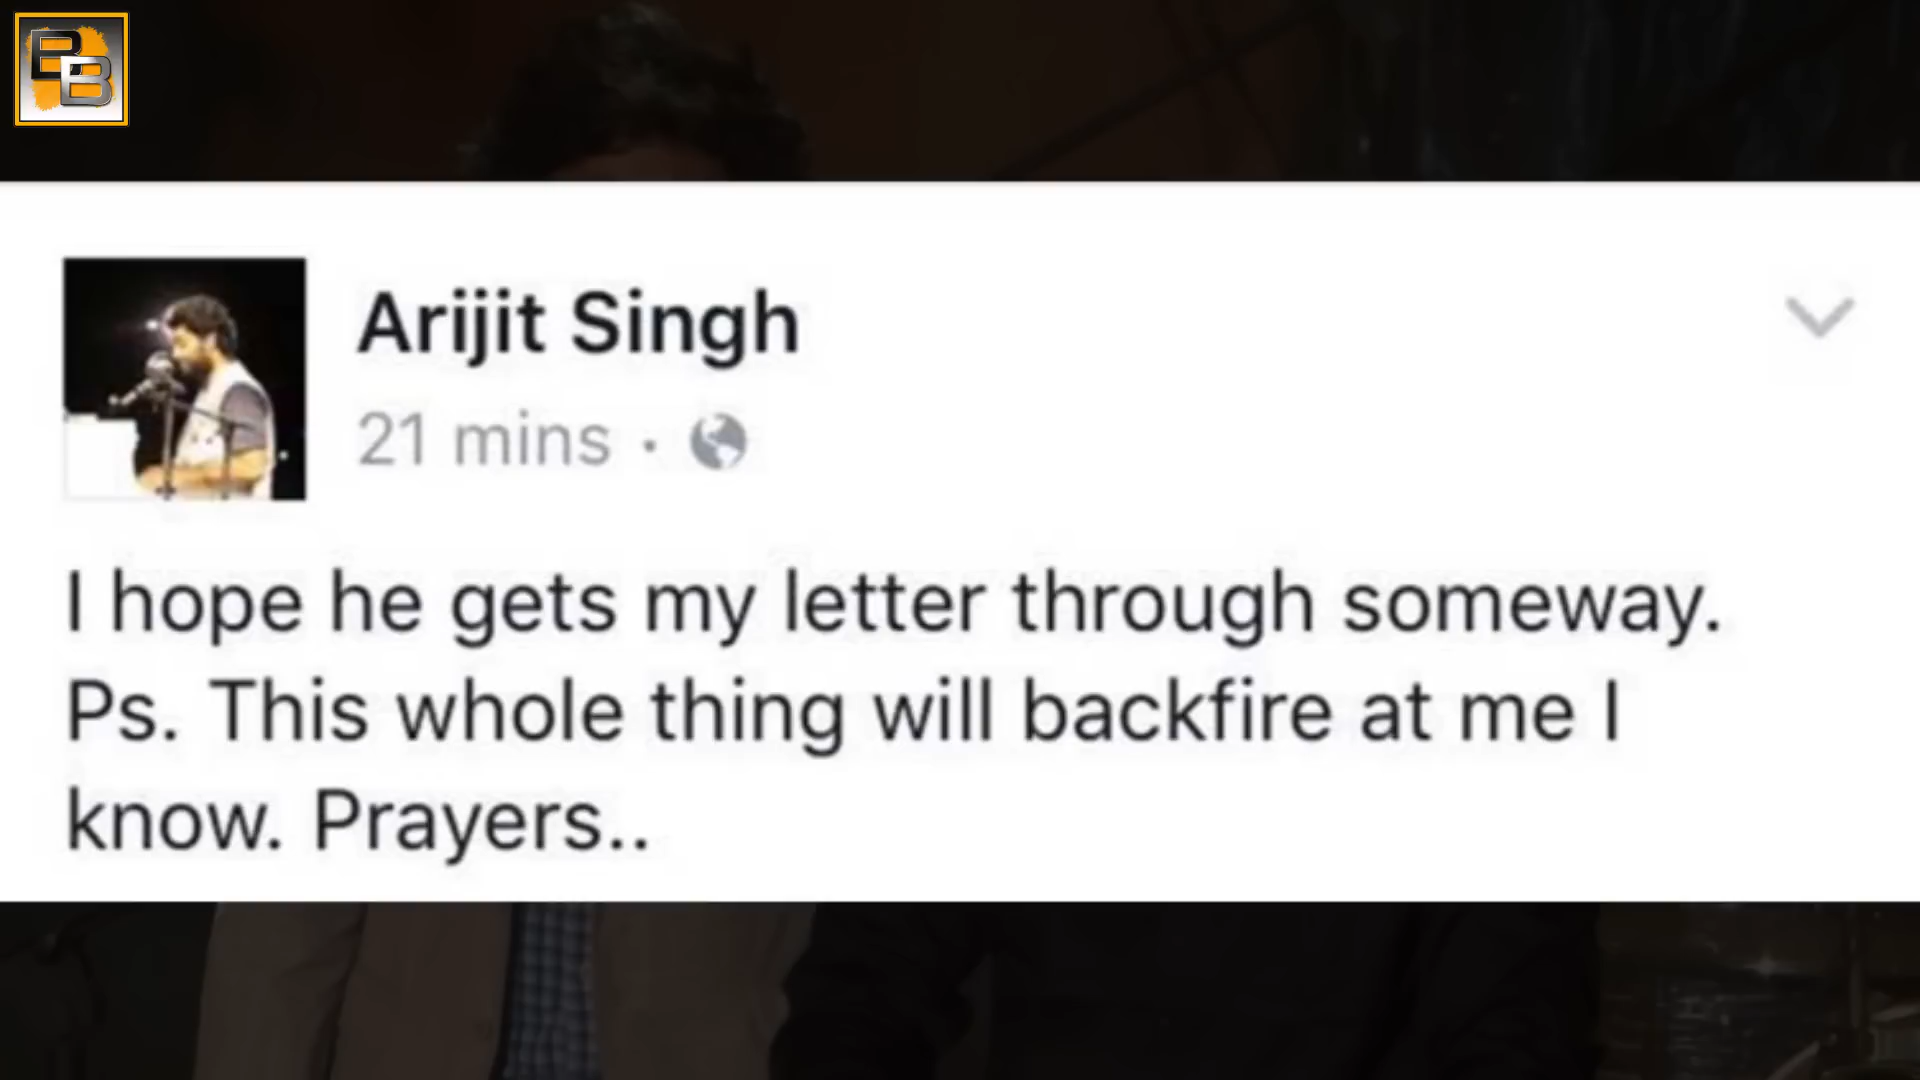 BB
Arijit Singh
21 mins ·
I hope he gets my letter through someway.
Ps. This whole thing will backfire at me I
know. Prayers..